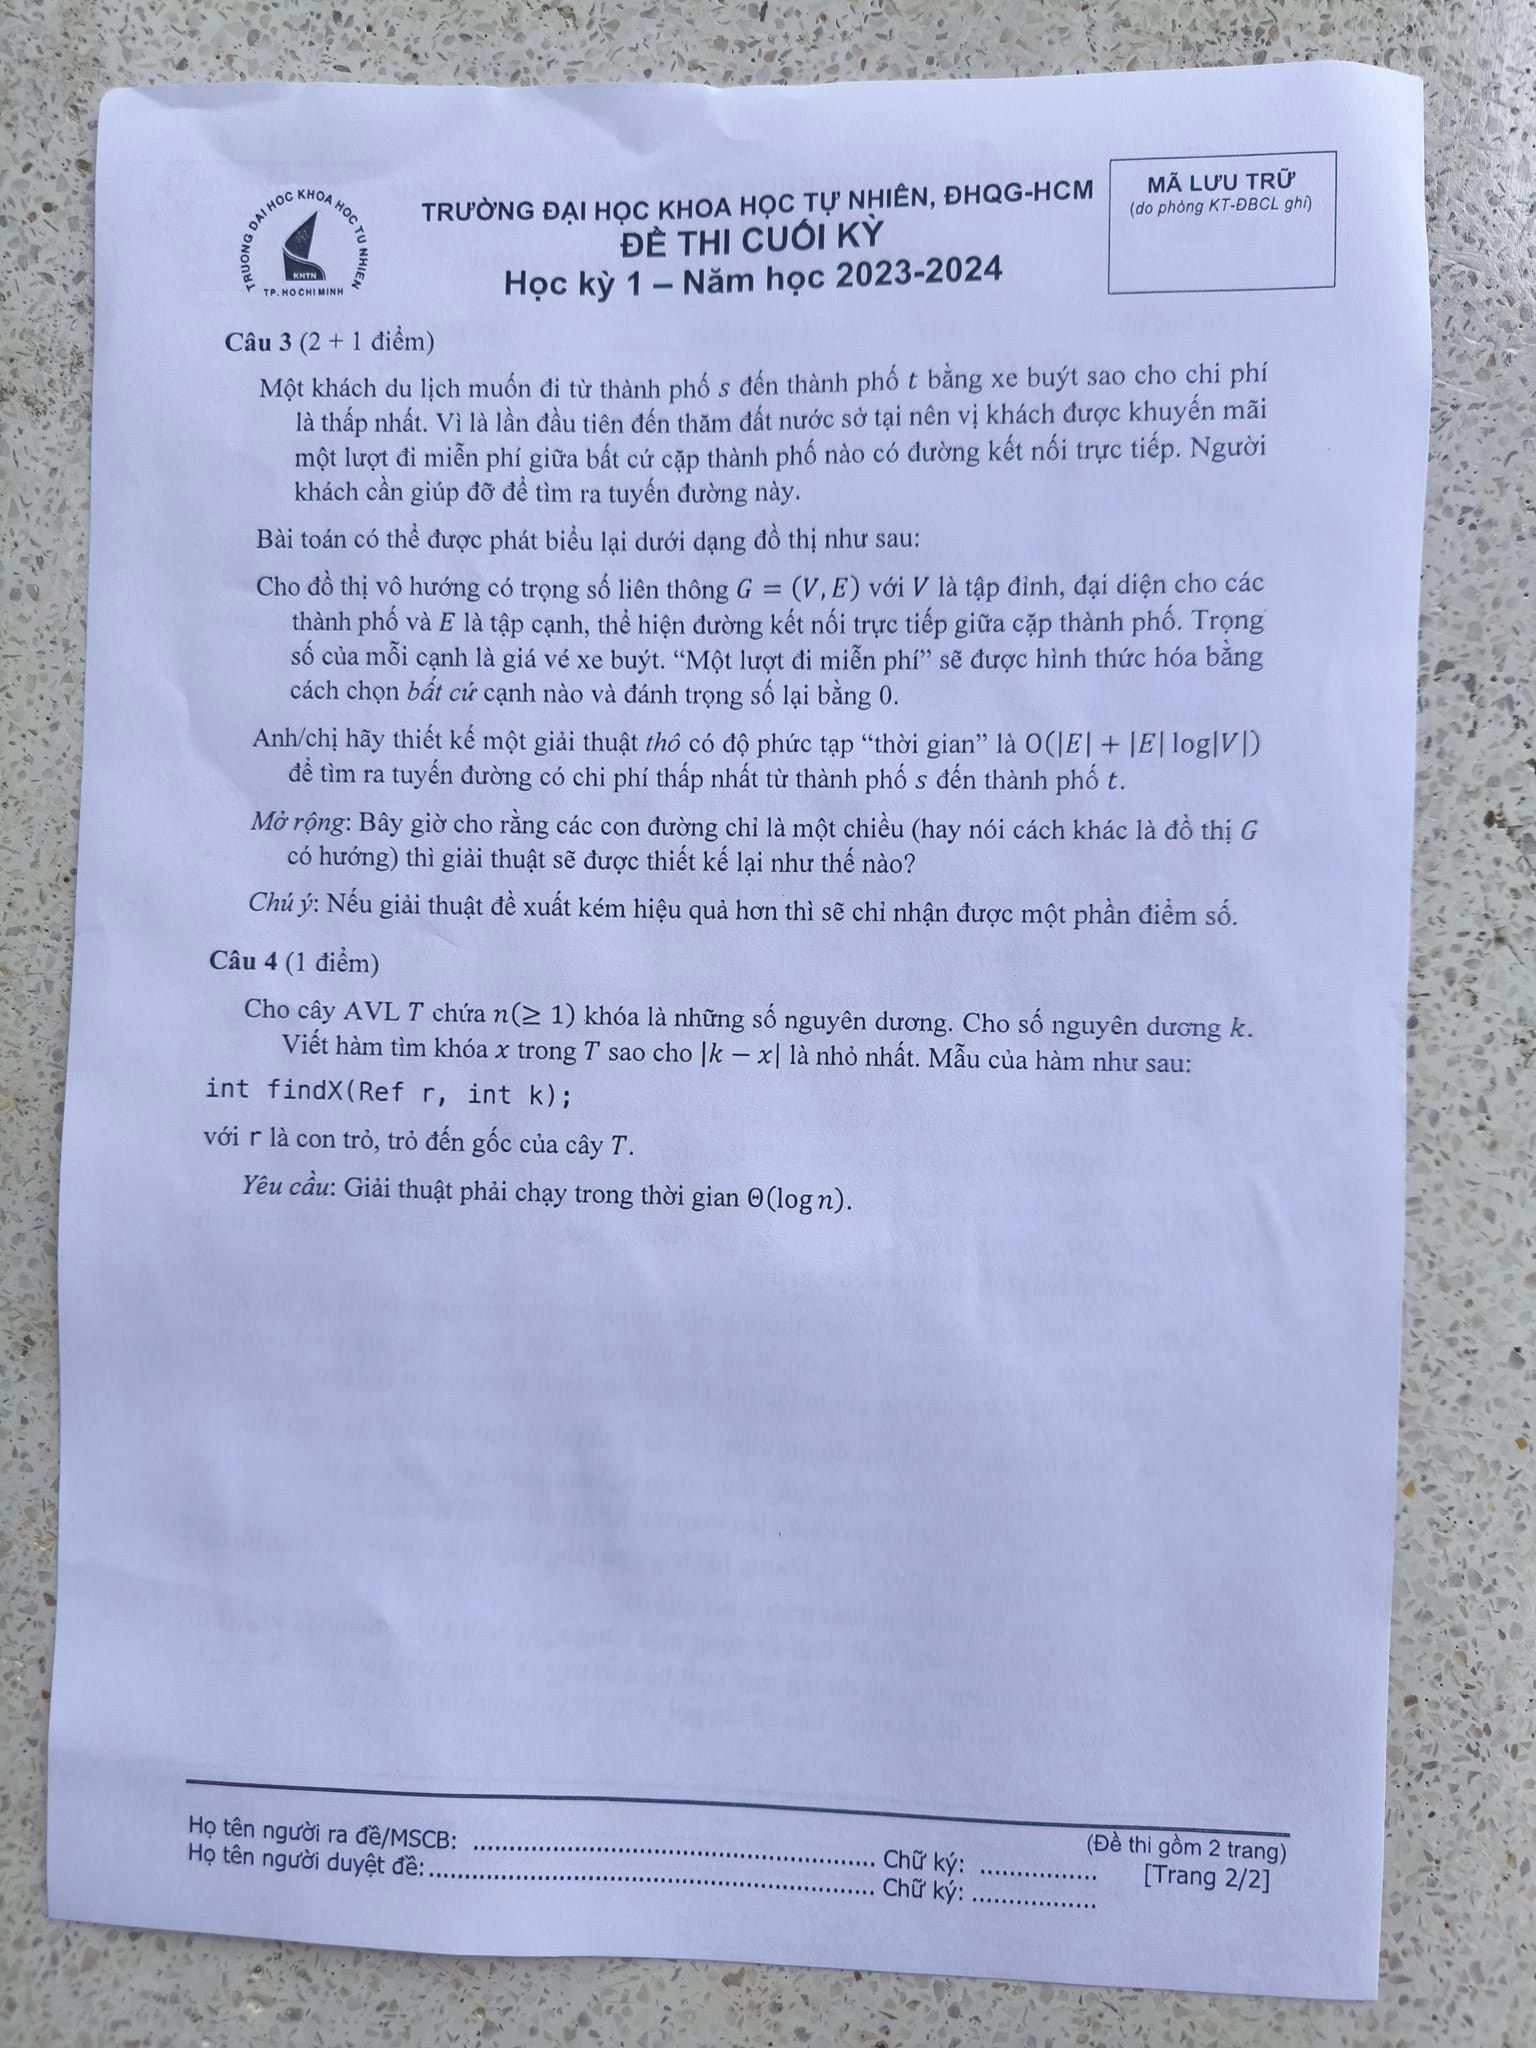 TRƯỜNG ĐẠI HỌC KHOA HỌC TỰ NHIÊN
KHTN
TP. HO CHI MINH
TRƯỜNG ĐẠI HỌC KHOA HỌC TỰ NHIÊN, ĐHQG-HCM
ĐỀ THI CUỐI KỲ
Học kỳ 1 – Năm học 2023-2024
MÃ LƯU TRỮ
(do phòng KT-ĐBCL ghi)
Câu 3 (2 + 1 điểm)
Một khách du lịch muốn đi từ thành phố s đến thành phố t bằng xe buýt sao cho chi phí
là thấp nhất. Vì là lần đầu tiên đến thăm đất nước sở tại nên vị khách được khuyến mãi
một lượt đi miễn phí giữa bất cứ cặp thành phố nào có đường kết nối trực tiếp. Người
khách cần giúp đỡ để tìm ra tuyến đường này.
Bài toán có thể được phát biểu lại dưới dạng đồ thị như sau:
Cho đồ thị vô hướng có trọng số liên thông G = (V, E) với V là tập đỉnh, đại diện cho các
thành phố và E là tập cạnh, thể hiện đường kết nối trực tiếp giữa cặp thành phố. Trọng
số của mỗi cạnh là giá vé xe buýt. “Một lượt đi miễn phí” sẽ được hình thức hóa bằng
cách chọn bất cứ cạnh nào và đánh trọng số lại bằng 0.
Anh/chị hãy thiết kế một giải thuật thô có độ phức tạp “thời gian” là O(|E| + |E| log|V|)
để tìm ra tuyến đường có chi phí thấp nhất từ thành phố s đến thành phố t.
Mở rộng: Bây giờ cho rằng các con đường chỉ là một chiều (hay nói cách khác là đồ thị G
có hướng) thì giải thuật sẽ được thiết kế lại như thế nào?
Chú ý: Nếu giải thuật đề xuất kém hiệu quả hơn thì sẽ chỉ nhận được một phần điểm số.
Câu 4 (1 điểm)
Cho cây AVL T chứa n(≥ 1) khóa là những số nguyên dương. Cho số nguyên dương k.
Viết hàm tìm khóa x trong T sao cho |k − x| là nhỏ nhất. Mẫu của hàm như sau:
int findX(Ref r, int k);
với r là con trỏ, trỏ đến gốc của cây T.
Yêu cầu: Giải thuật phải chạy trong thời gian Θ(log n).
Họ tên người ra đề/MSCB: ........................................ Chữ ký: ...............
Họ tên người duyệt đề:........................................ Chữ ký: ...............
(Đề thi gồm 2 trang)
[Trang 2/2]